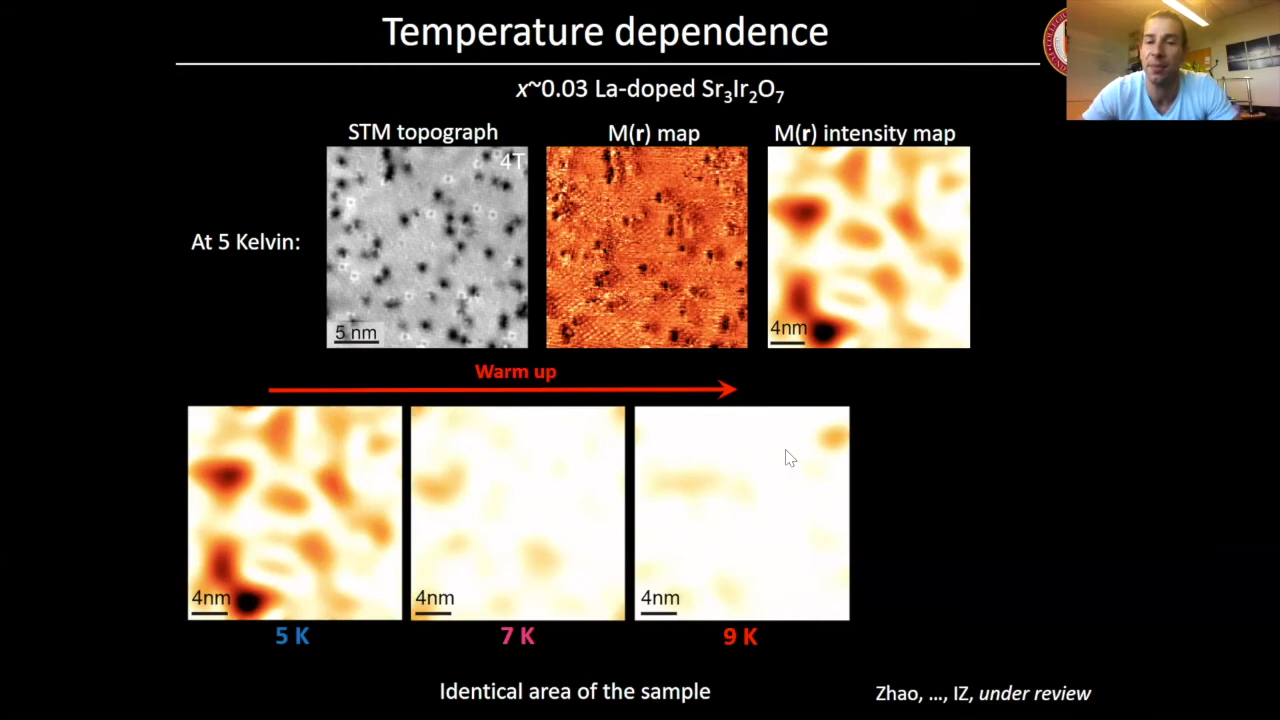 Temperature dependence
x~0.03 La-doped Sr₃Ir₂O₇
STM topograph
M(r) map
M(r) intensity map
4T
At 5 Kelvin:
5 nm
4nm
Warm up
4nm
4nm
4nm
5 K
7 K
9 K
Identical area of the sample
Zhao, ..., IZ, under review